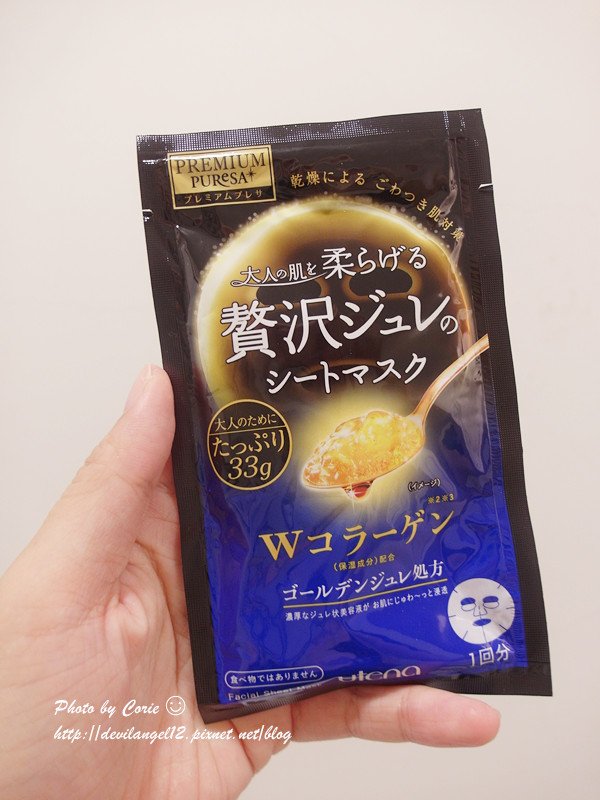 PREMIUM
PUReSA
プレミアムプレサ
乾燥による ごわつき肌対策
大人の肌を柔らげる
贅沢ジュレの
シートマスク
大人のために
たっぷり
33g
(イメージ)
※2※3
Wコラーゲン
(保湿成分)配合
ゴールデンジュレ処方
濃厚なジュレ状美容液が お肌にじゅわ〜っと浸透
1回分
食べ物ではありません
utena
Facial Sheet Mask
Photo by Corie
http://devilangel12.pixnet.net/blog